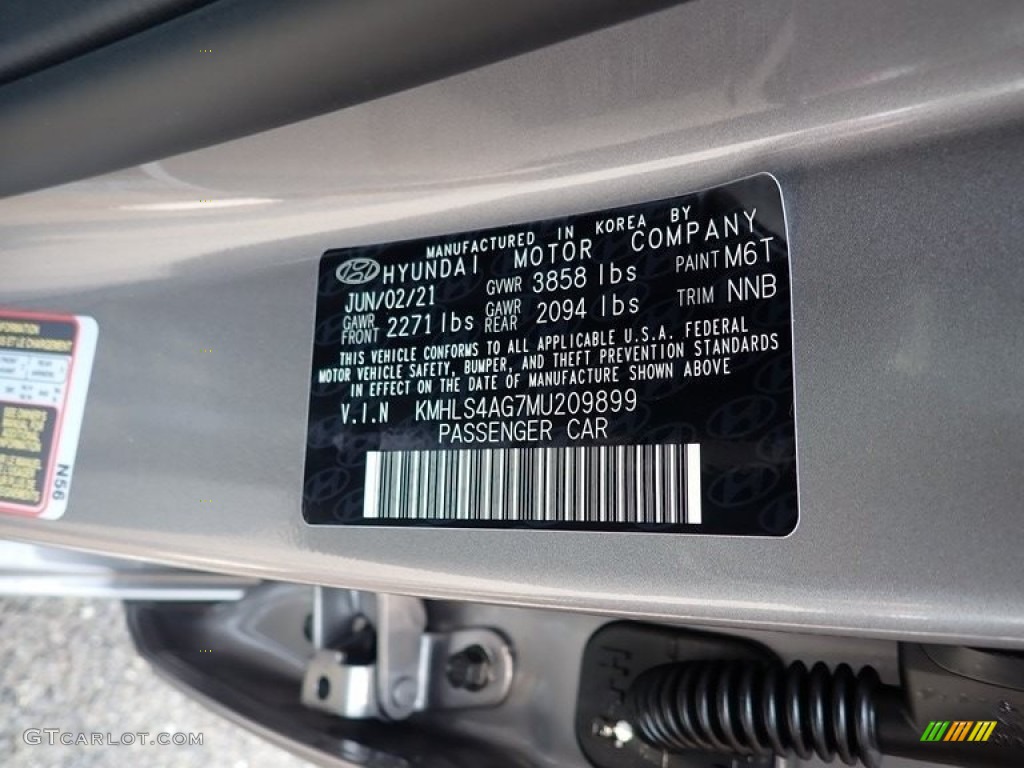 MANUFACTURED IN KOREA BY
HYUNDAI MOTOR COMPANY
JUN/02/21 GVWR 3858 lbs PAINT M6T
GAWR FRONT 2271 lbs GAWR REAR 2094 lbs TRIM NNB
THIS VEHICLE CONFORMS TO ALL APPLICABLE U.S.A. FEDERAL
MOTOR VEHICLE SAFETY, BUMPER, AND THEFT PREVENTION STANDARDS
IN EFFECT ON THE DATE OF MANUFACTURE SHOWN ABOVE
V.I.N KMHLS4AG7MU209899
PASSENGER CAR
N56
GTCARLOT.COM